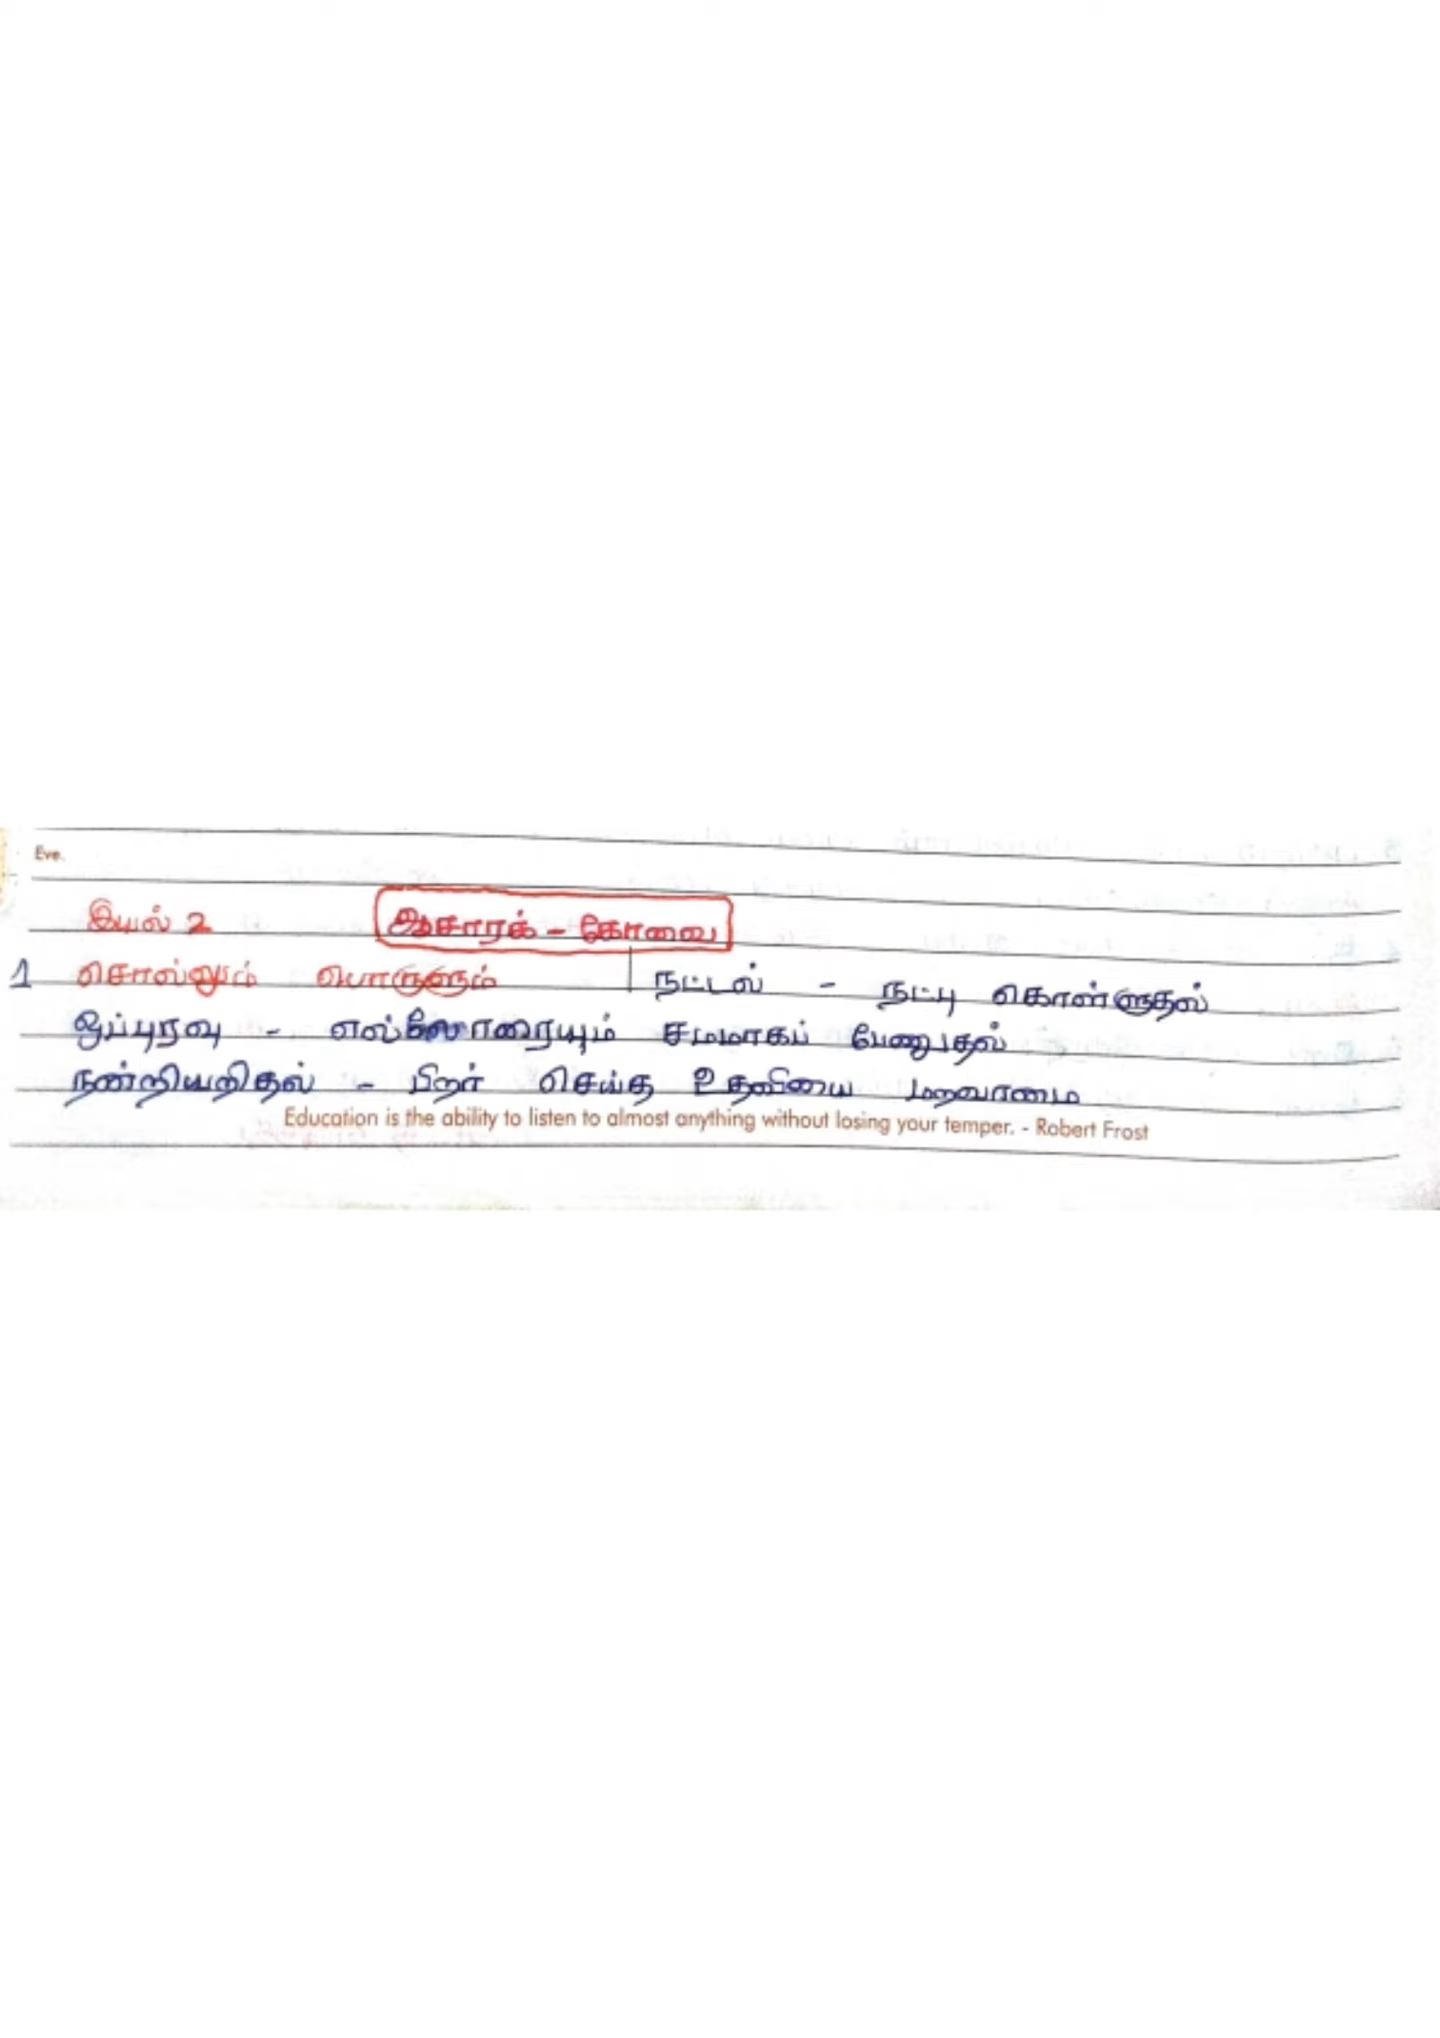 Eve.
இயல் 2 ஆசாரக் - கோவை
1 சொல்லும் பொருளும் | நட்டல் - நட்பு கொள்ளுதல்
ஒப்புரவு - எல்லோரையும் சமமாகப் பேணுதல்
நன்றியறிதல் - பிறர் செய்த உதவியை மறவாமை
Education is the ability to listen to almost anything without losing your temper. - Robert Frost